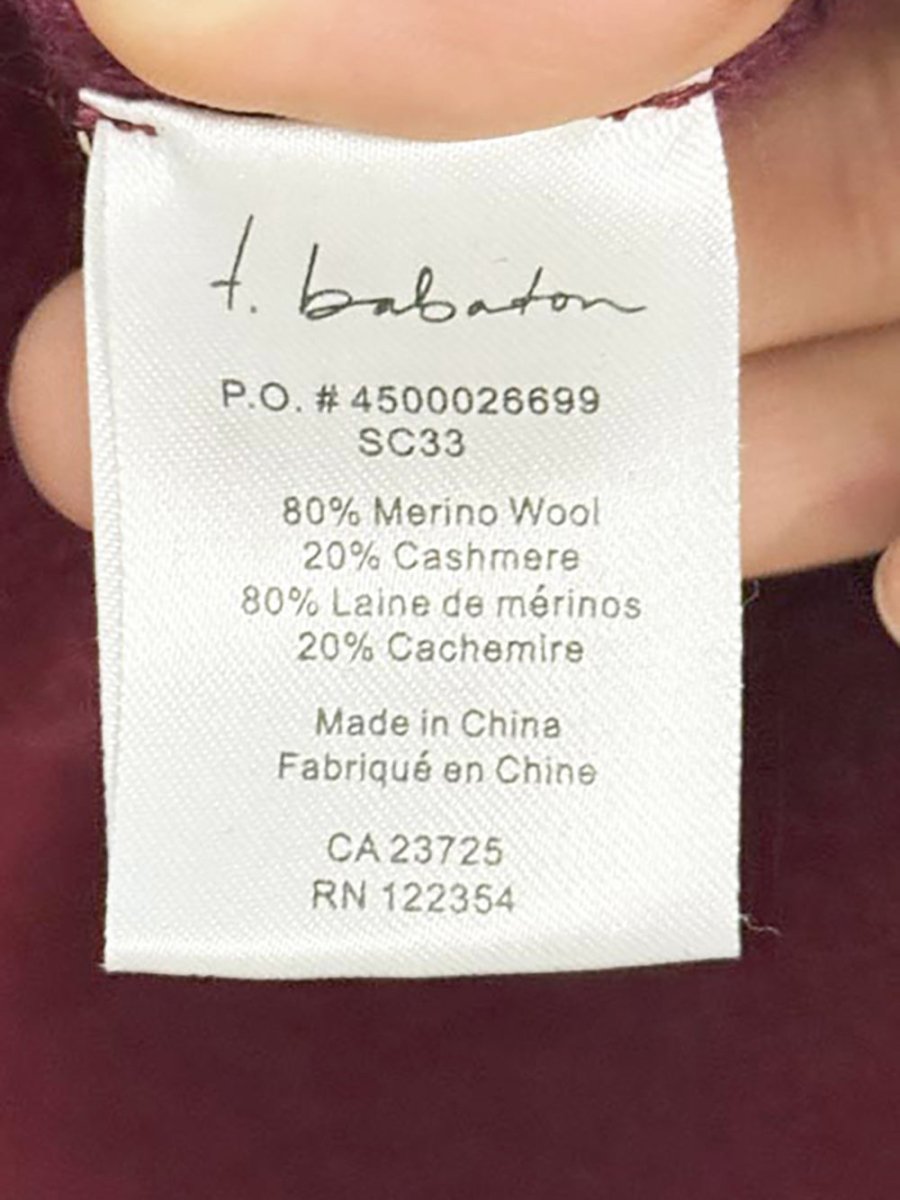 t. babaton
P.O. # 4500026699
SC33
80% Merino Wool
20% Cashmere
80% Laine de mérinos
20% Cachemire
Made in China
Fabriqué en Chine
CA 23725
RN 122354